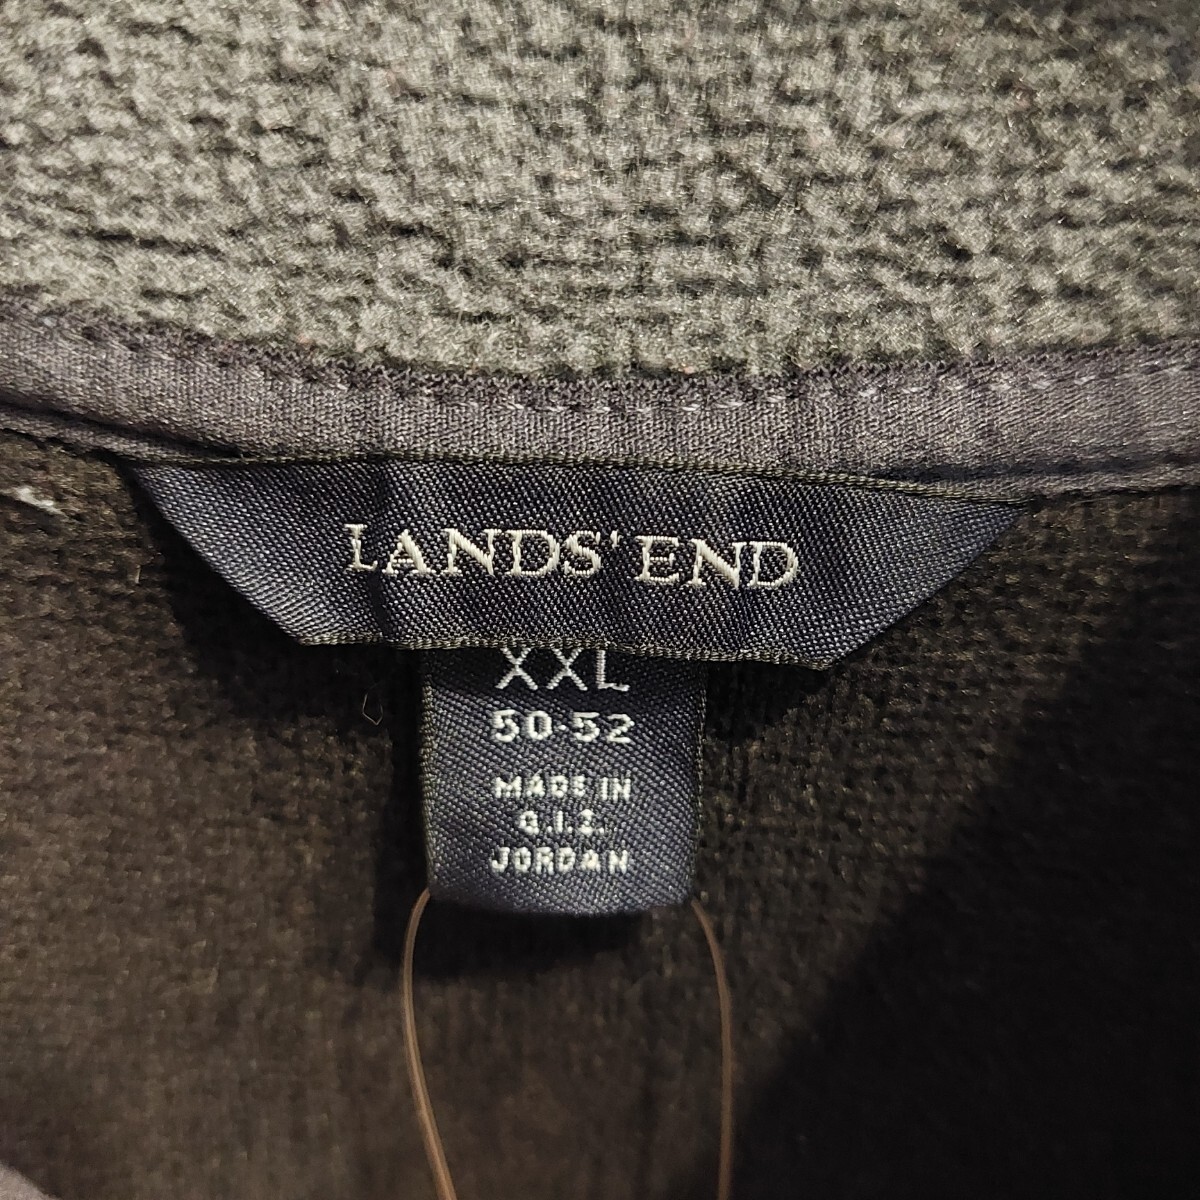 LANDS' END
XXL
50-52
MADE IN
Q.I.Z.
JORDAN